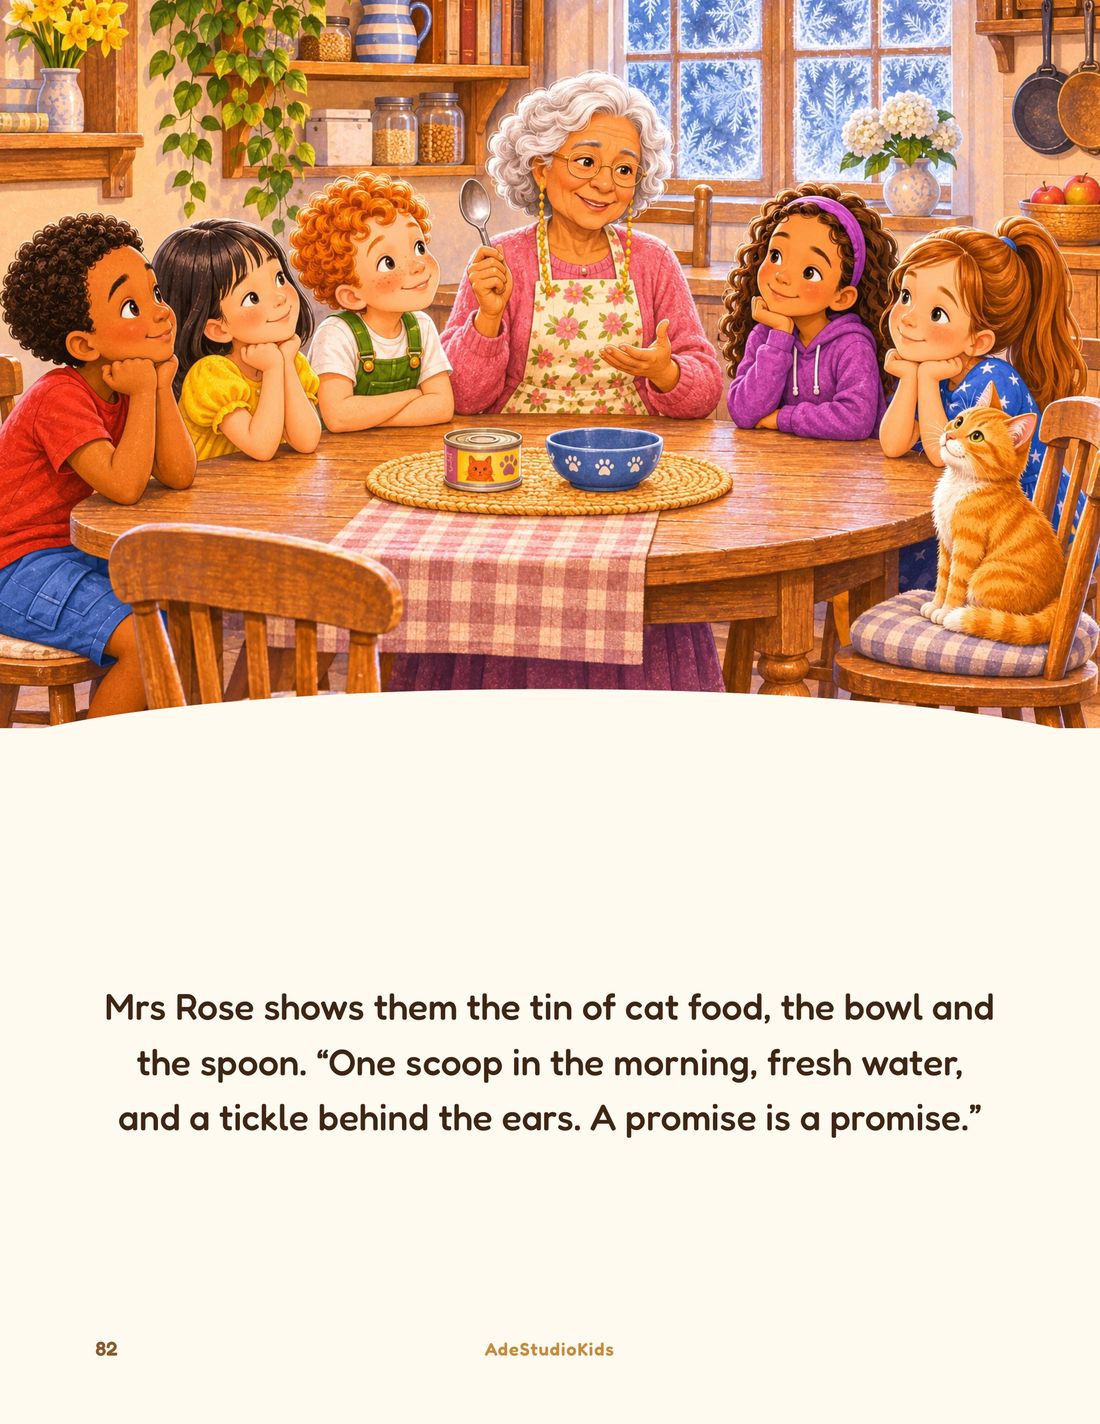 Mrs Rose shows them the tin of cat food, the bowl and
the spoon. “One scoop in the morning, fresh water,
and a tickle behind the ears. A promise is a promise.”
82
AdeStudioKids